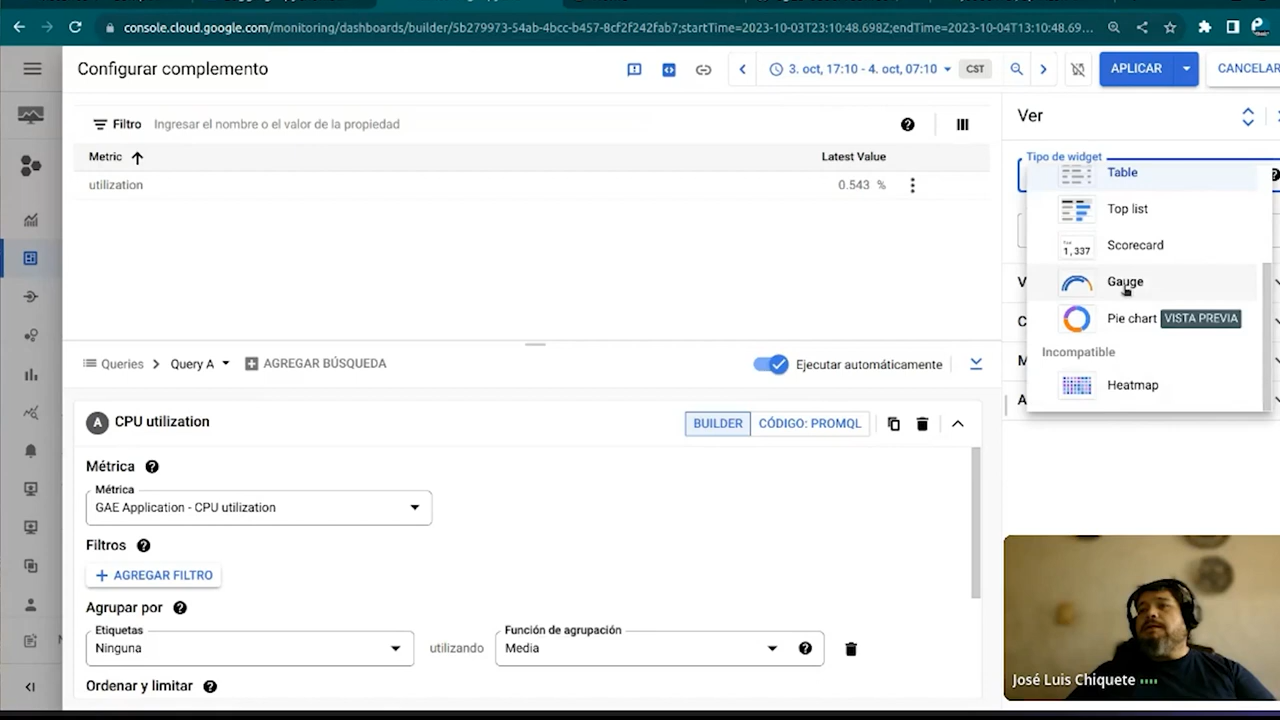 console.cloud.google.com/monitoring/dashboards/builder/5b279973-54ab-4bcc-b457-8cf2f242fab7;startTime=2023-10-03T23:10:48.698Z;endTime=2023-10-04T13:10:48.69...
Configurar complemento
3. oct, 17:10 - 4. oct, 07:10 CST
APLICAR
CANCELAR
Filtro Ingresar el nombre o el valor de la propiedad
Metric
Latest Value
utilization
0.543 %
Ver
Tipo de widget
Table
Top list
1,337
Scorecard
Gauge
Pie chart VISTA PREVIA
Incompatible
Heatmap
Queries > Query A
AGREGAR BÚSQUEDA
Ejecutar automáticamente
A CPU utilization
BUILDER
CÓDIGO: PROMQL
Métrica
Métrica
GAE Application - CPU utilization
Filtros
+ AGREGAR FILTRO
Agrupar por
Etiquetas
Ninguna
utilizando
Función de agrupación
Media
Ordenar y limitar
José Luis Chiquete